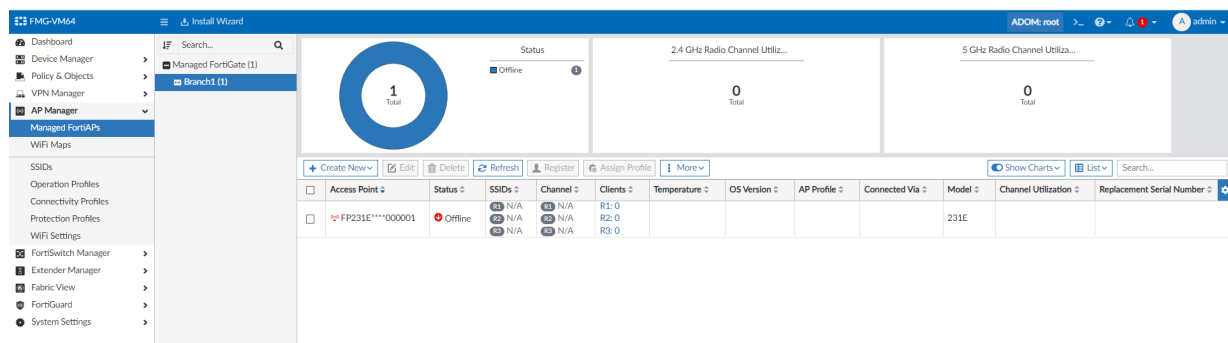 FMG-VM64
Install Wizard
ADOM: root
>_
1
A admin
Dashboard
Device Manager
Policy & Objects
VPN Manager
AP Manager
Managed FortiAPs
WiFi Maps
SSIDs
Operation Profiles
Connectivity Profiles
Protection Profiles
WiFi Settings
FortiSwitch Manager
Extender Manager
Fabric View
FortiGuard
System Settings
Search...
Managed FortiGate (1)
Branch1 (1)
1
Total
Status
Offline 1
2.4 GHz Radio Channel Utiliz...
0
Total
5 GHz Radio Channel Utiliza...
0
Total
+ Create New Edit Delete Refresh Register Assign Profile More Show Charts List Search...
Access Point Status SSIDs Channel Clients Temperature OS Version AP Profile Connected Via Model Channel Utilization Replacement Serial Number
R1 N/A R1 N/A R1: 0
FP231E****000001 Offline R2 N/A R2 N/A R2: 0 231E
R3 N/A R3 N/A R3: 0